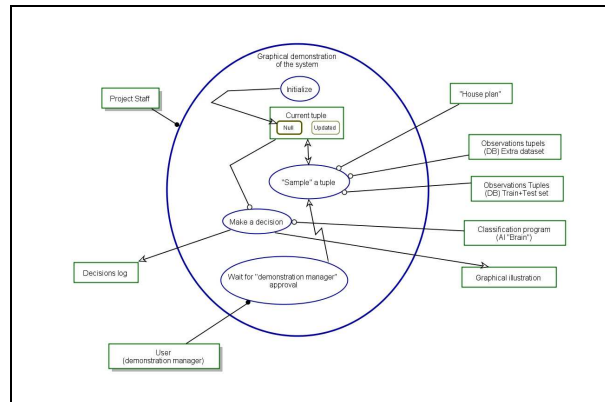 Graphical demonstration
of the system
Initialize
Project Staff
"House plan"
Current tuple
Null
Updated
Observations tupels
(DB) Extra dataset
"Sample" a tuple
Observations Tuples
(DB) Train+Test set
Make a decision
Classification program
(AI "Brain")
Decisions log
Wait for "demonstration manager"
approval
Graphical illustration
User
(demonstration manager)